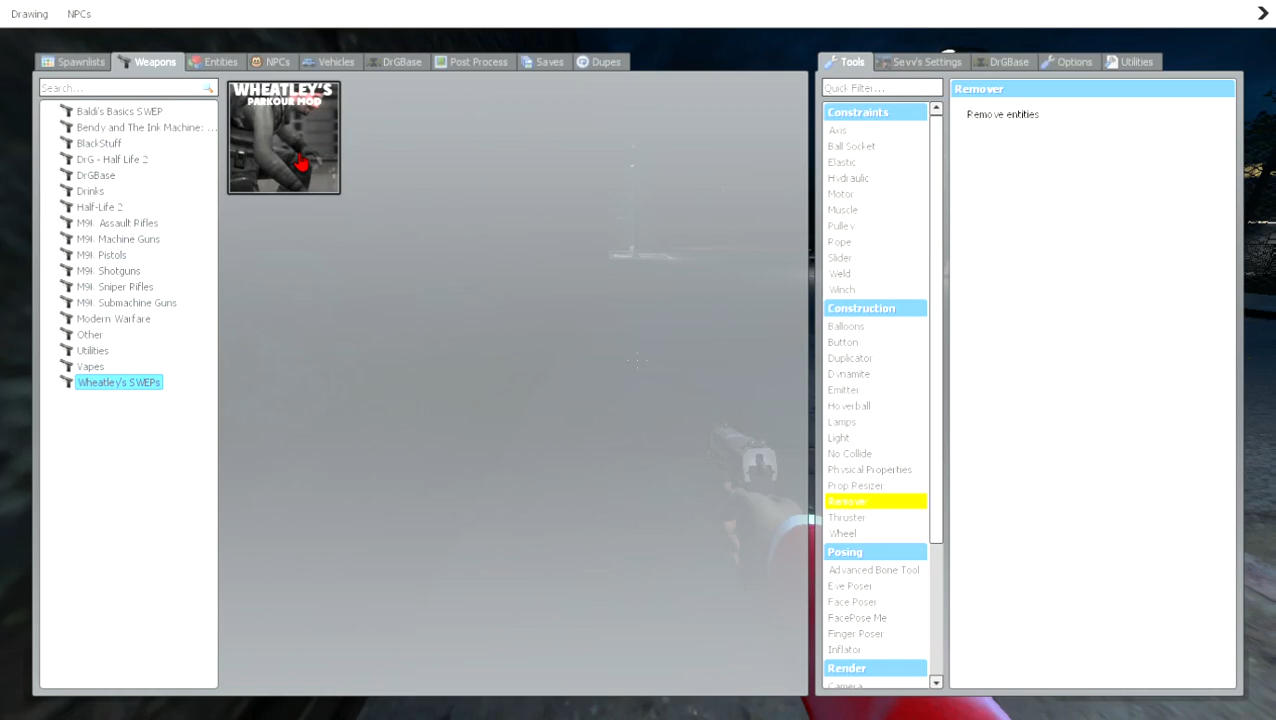 Drawing NPCs
Spawnlists Weapons Entities NPCs Vehicles DrGBase Post Process Saves Dupes
Search...
Baldi's Basics SWEP
Bendy and The Ink Machine: ...
BlackStuff
DrG - Half Life 2
DrGBase
Drinks
Half-Life 2
M9K Assault Rifles
M9K Machine Guns
M9K Pistols
M9K Shotguns
M9K Sniper Rifles
M9K Submachine Guns
Modern Warfare
Other
Utilities
Vapes
Wheatley's SWEPs
WHEATLEY'S
PARKOUR MOD
Tools Sevv's Settings DrGBase Options Utilities
Quick Filter...
Constraints
Axis
Ball Socket
Elastic
Hydraulic
Motor
Muscle
Pulley
Rope
Slider
Weld
Winch
Construction
Balloons
Button
Duplicator
Dynamite
Emitter
Hoverball
Lamps
Light
No Collide
Physical Properties
Prop Resizer
Remover
Thruster
Wheel
Posing
Advanced Bone Tool
Eye Poser
Face Poser
FacePose Me
Finger Poser
Inflator
Render
Camera
Remover
Remove entities